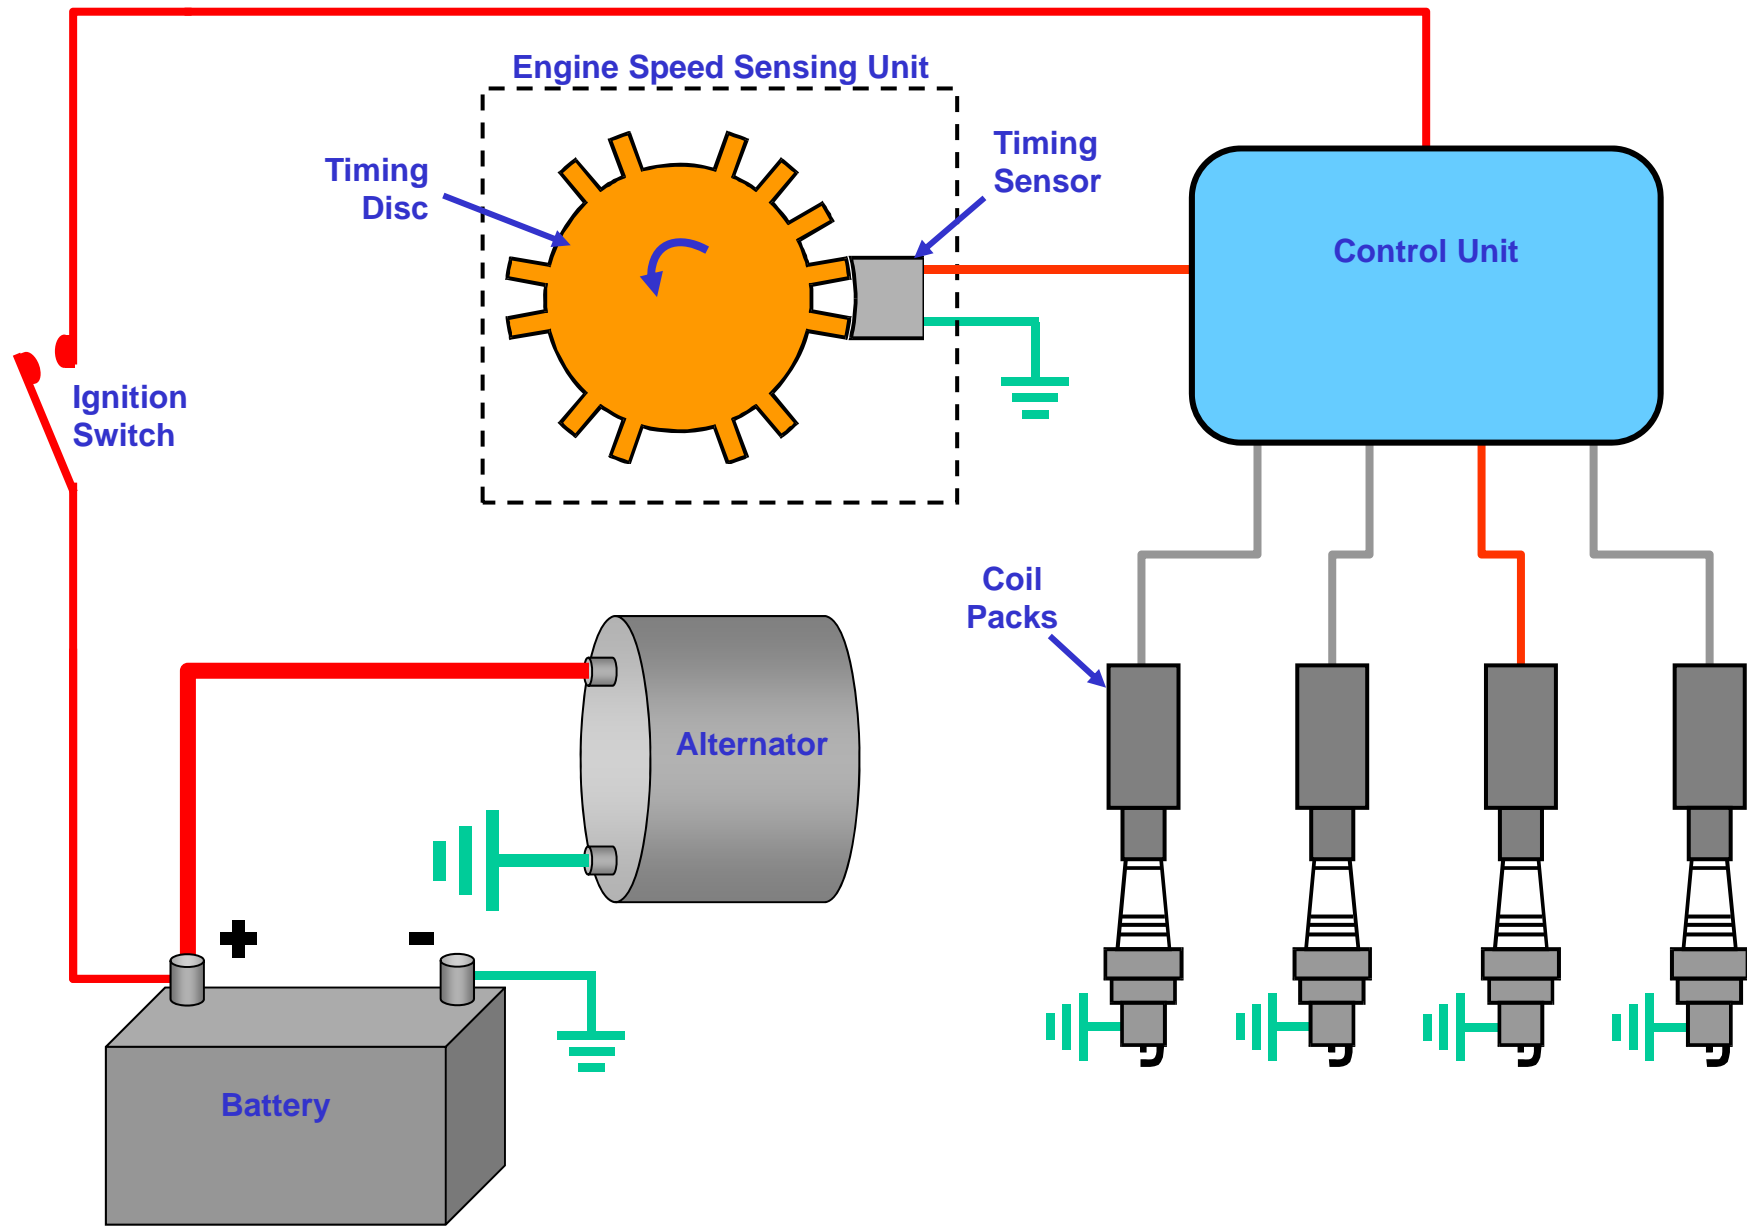 Engine Speed Sensing Unit
Timing
Disc
Timing
Sensor
Control Unit
Ignition
Switch
Coil
Packs
Alternator
+ -
Battery